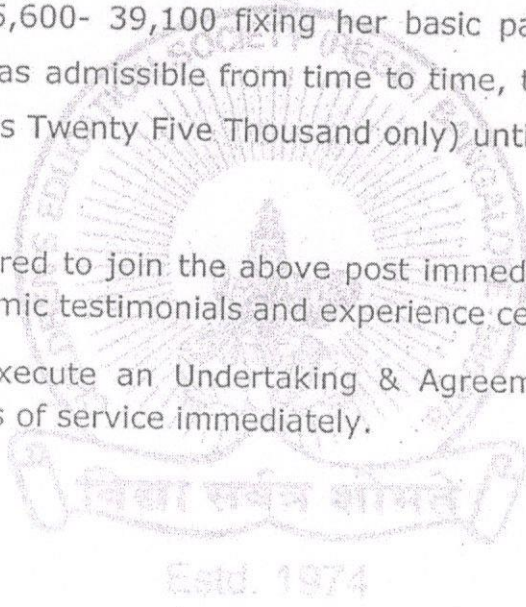 5,600- 39,100 fixing her basic pa
as admissible from time to time, t
s Twenty Five Thousand only) unti
red to join the above post immed
mic testimonials and experience ce
xecute an Undertaking & Agreem
s of service immediately.
विद्या सर्वत्र शोभते
Estd. 1974